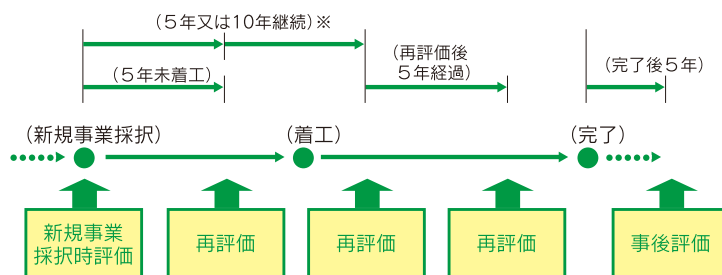 （５年又は１０年継続）※
（５年未着工）
（再評価後
５年経過）
（完了後５年）
（新規事業採択）
（着工）
（完了）
新規事業
採択時評価
再評価
再評価
再評価
事後評価